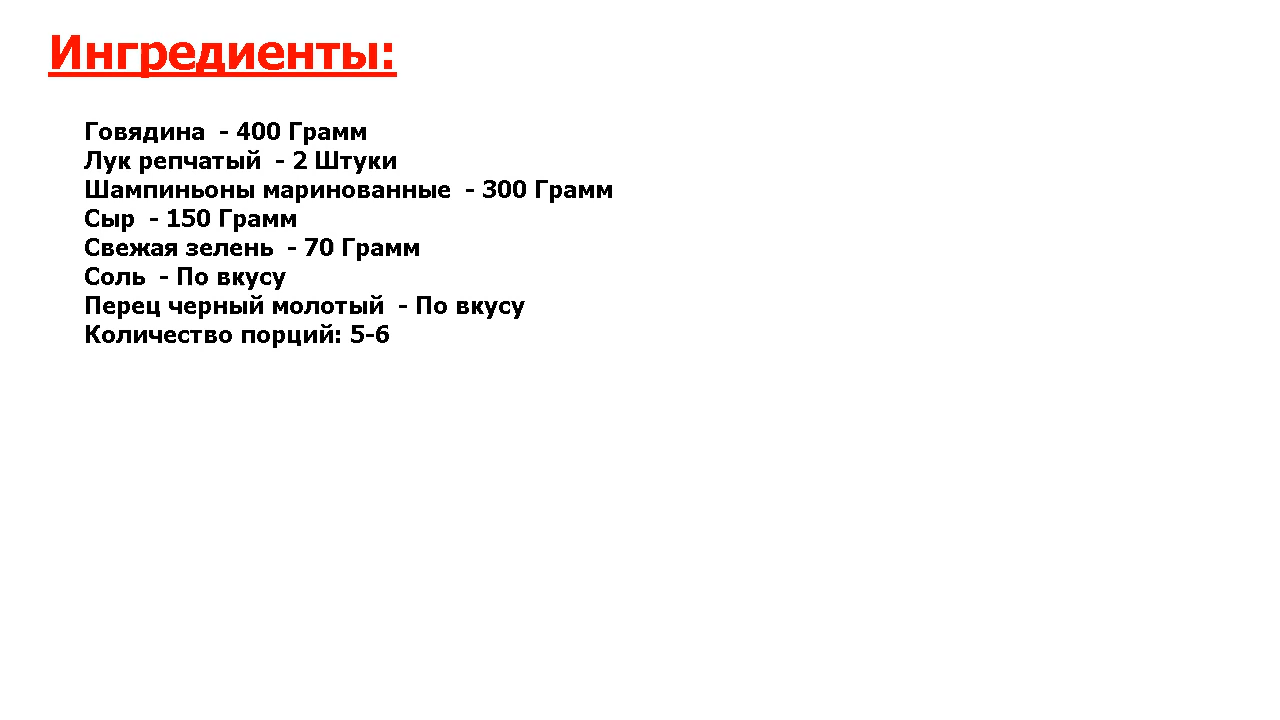 Ингредиенты:
Говядина  - 400 Грамм
Лук репчатый  - 2 Штуки
Шампиньоны маринованные  - 300 Грамм
Сыр  - 150 Грамм
Свежая зелень  - 70 Грамм
Соль  - По вкусу
Перец черный молотый  - По вкусу
Количество порций: 5-6